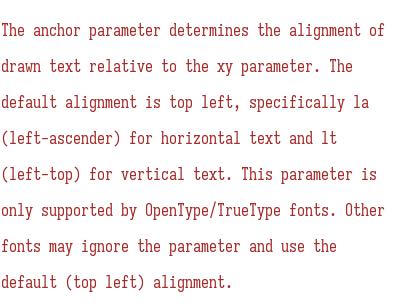 The anchor parameter determines the alignment of
drawn text relative to the xy parameter. The
default alignment is top left, specifically la
(left-ascender) for horizontal text and lt
(left-top) for vertical text. This parameter is
only supported by OpenType/TrueType fonts. Other
fonts may ignore the parameter and use the
default (top left) alignment.